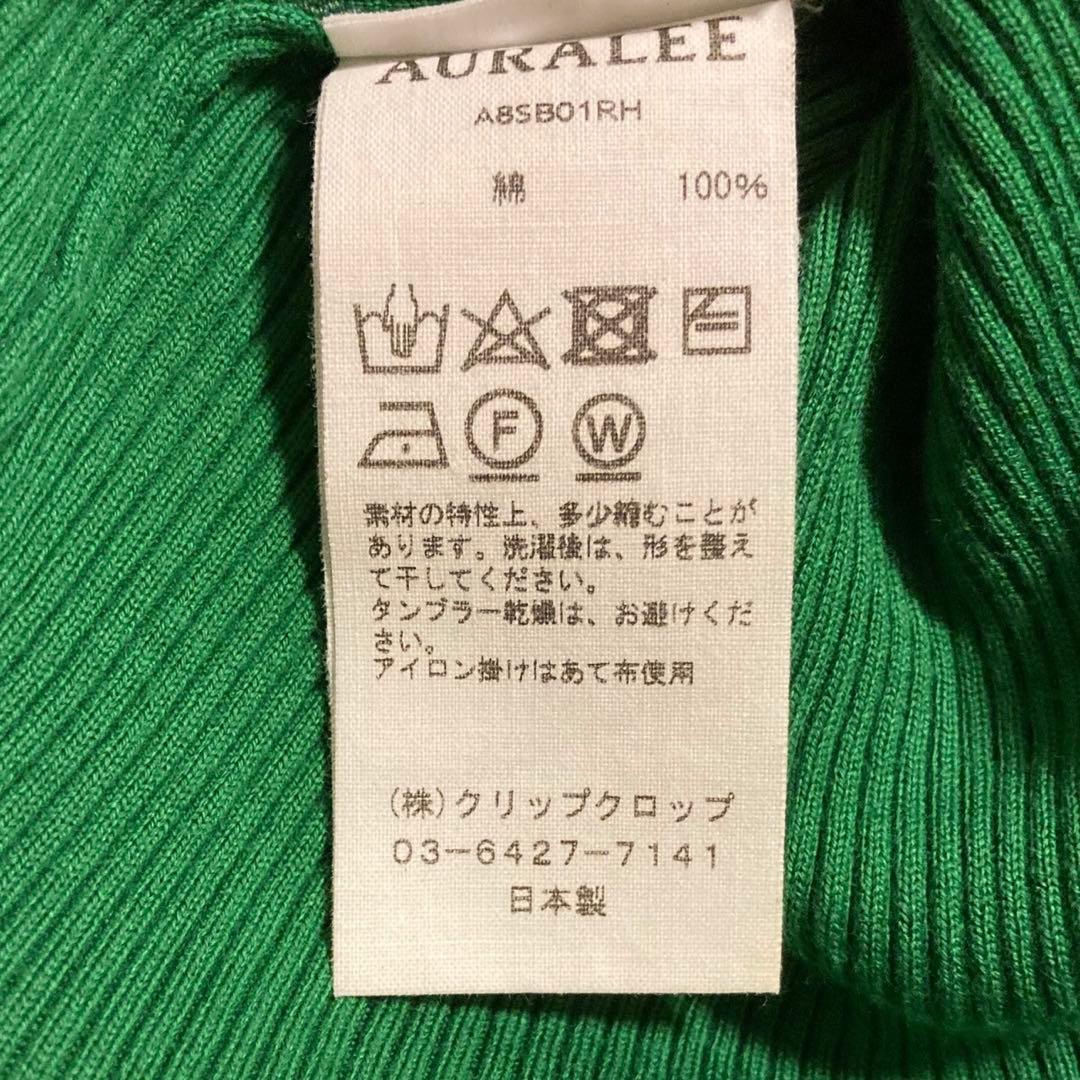 AURALEE
A8SB01RH
綿 100%
F W
素材の特性上、多少縮むことが
あります。洗濯後は、形を整え
て干してください。
タンブラー乾燥は、お避けくだ
さい。
アイロン掛けはあて布使用
(株)クリップクロップ
03-6427-7141
日本製